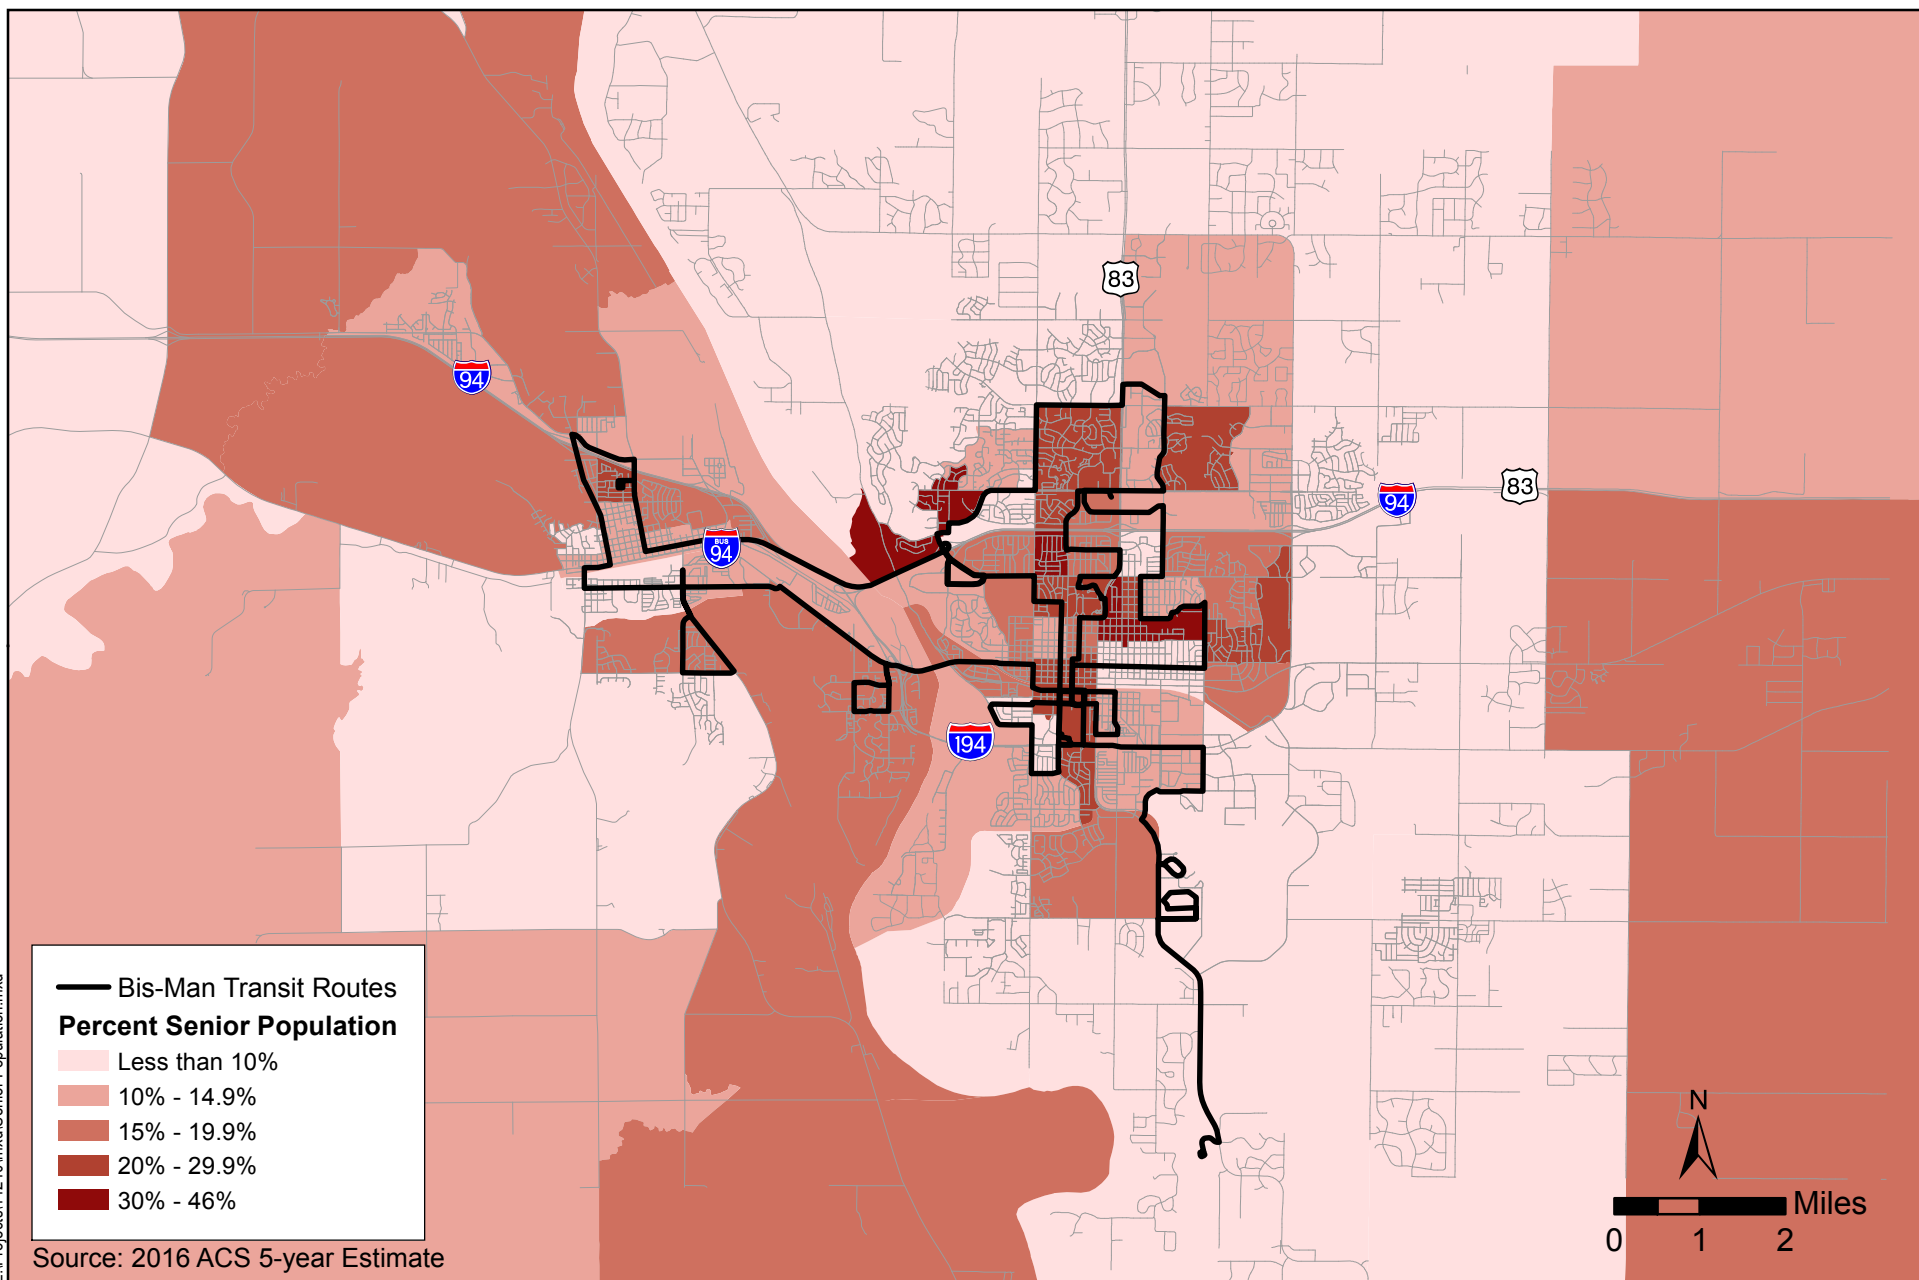 83
94
83
94
BUS
94
194
Bis-Man Transit Routes
Percent Senior Population
Less than 10%
10% - 14.9%
15% - 19.9%
20% - 29.9%
30% - 46%
Source: 2016 ACS 5-year Estimate
N
Miles
0 1 2